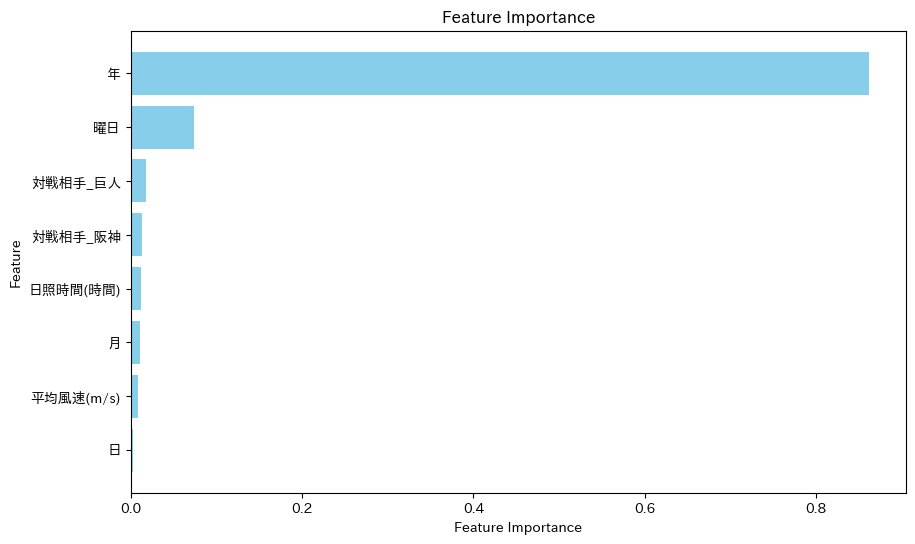 Feature Importance
年
曜日
対戦相手_巨人
対戦相手_阪神
日照時間(時間)
月
平均風速(m/s)
日
Feature
0.0
0.2
0.4
0.6
0.8
Feature Importance